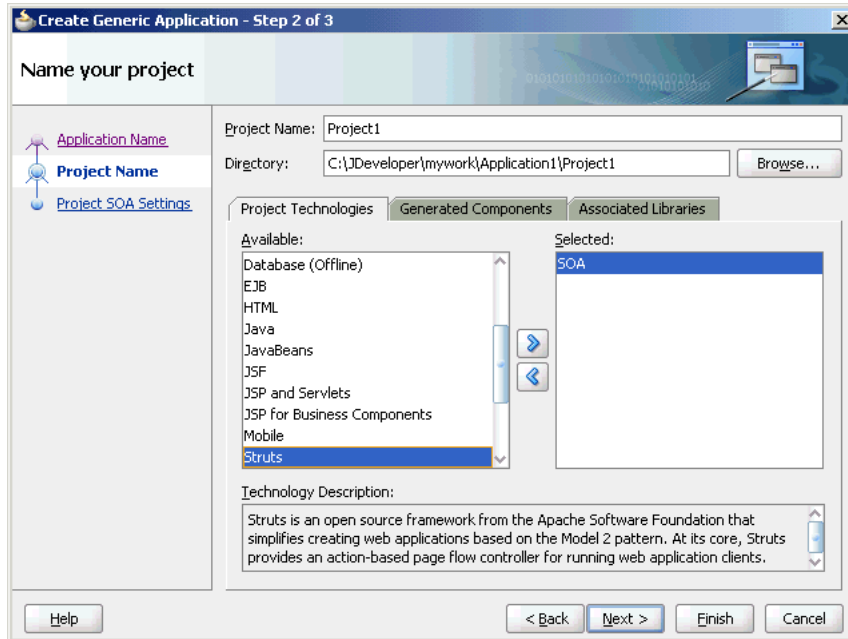 Create Generic Application - Step 2 of 3
Name your project
Application Name
Project Name
Project SOA Settings
Project Name: Project1
Directory: C:\JDeveloper\mywork\Application1\Project1 Browse...
Project Technologies Generated Components Associated Libraries
Available:
Database (Offline)
EJB
HTML
Java
JavaBeans
JSF
JSP and Servlets
JSP for Business Components
Mobile
Struts
Selected:
SOA
Technology Description:
Struts is an open source framework from the Apache Software Foundation that
simplifies creating web applications based on the Model 2 pattern. At its core, Struts
provides an action-based page flow controller for running web application clients.
Help < Back Next > Finish Cancel